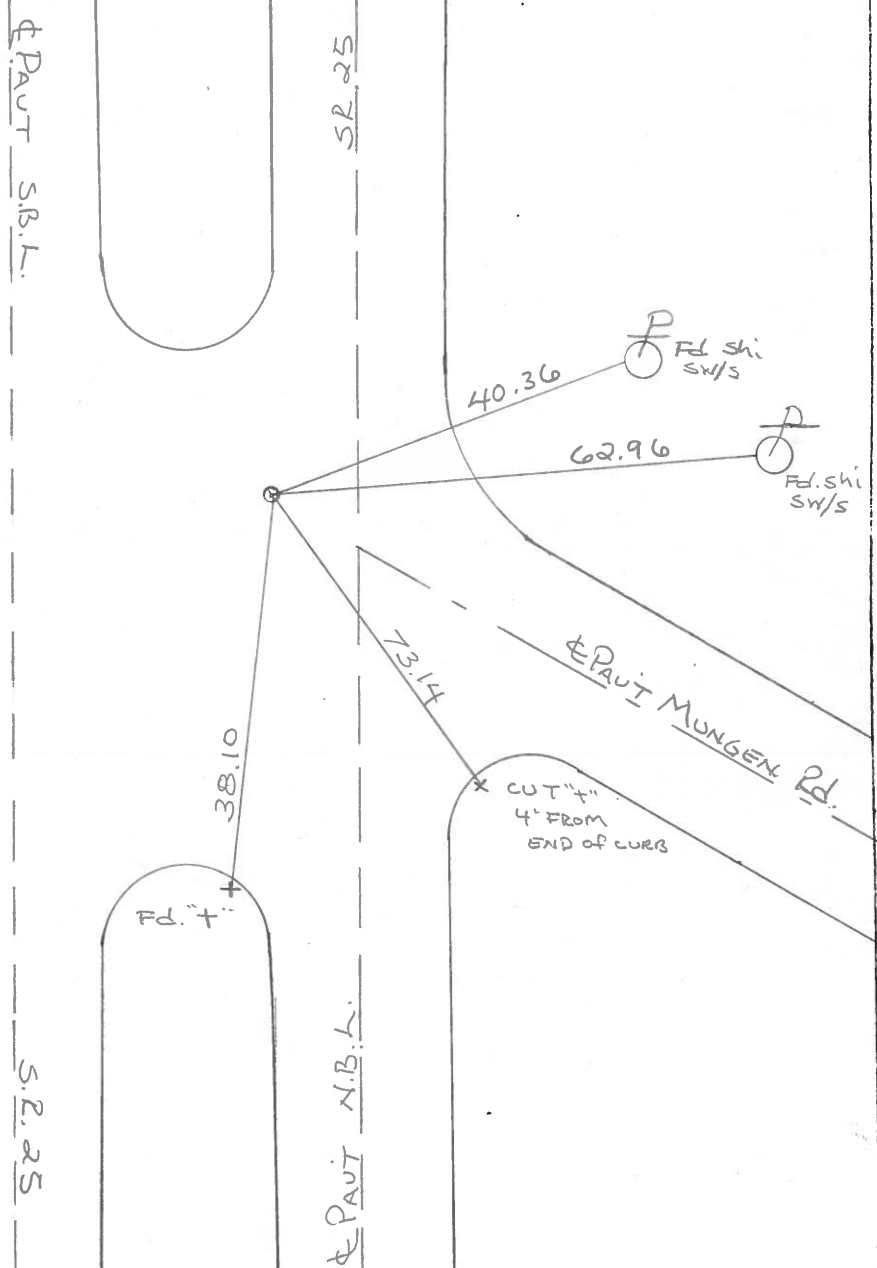 ℄ PAVT S.B.L.
SR 25
P
Fd. Shi
SW/S
40.36
P
62.96
Fd. Shi
SW/S
73.14
℄ PAVT MUNGEN Rd.
38.10
CUT "+"
4' FROM
END of CURB
Fd. "+"
℄ PAVT N.B.L.
S.R. 25